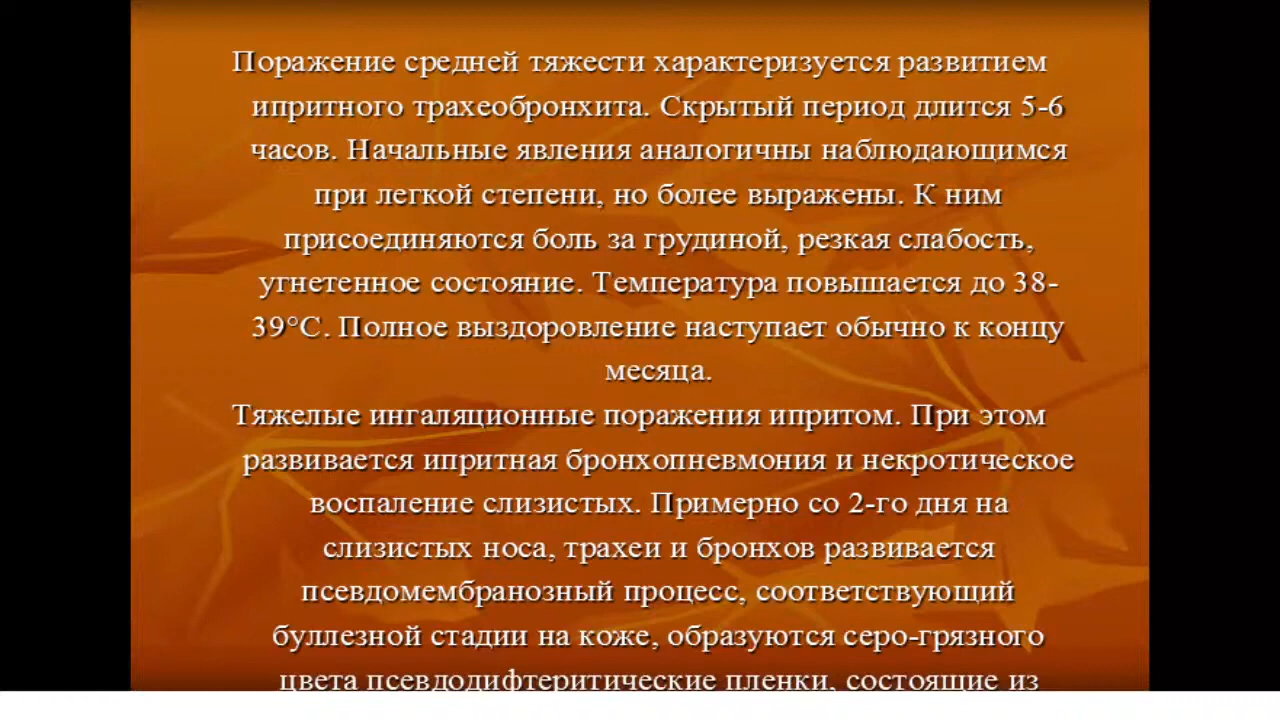 Поражение средней тяжести характеризуется развитием
ипритного трахеобронхита. Скрытый период длится 5-6
часов. Начальные явления аналогичны наблюдающимся
при легкой степени, но более выражены. К ним
присоединяются боль за грудиной, резкая слабость,
угнетенное состояние. Температура повышается до 38-
39°С. Полное выздоровление наступает обычно к концу
месяца.
Тяжелые ингаляционные поражения ипритом. При этом
развивается ипритная бронхопневмония и некротическое
воспаление слизистых. Примерно со 2-го дня на
слизистых носа, трахеи и бронхов развивается
псевдомембранозный процесс, соответствующий
буллезной стадии на коже, образуются серо-грязного
цвета псевдодифтеритические пленки, состоящие из